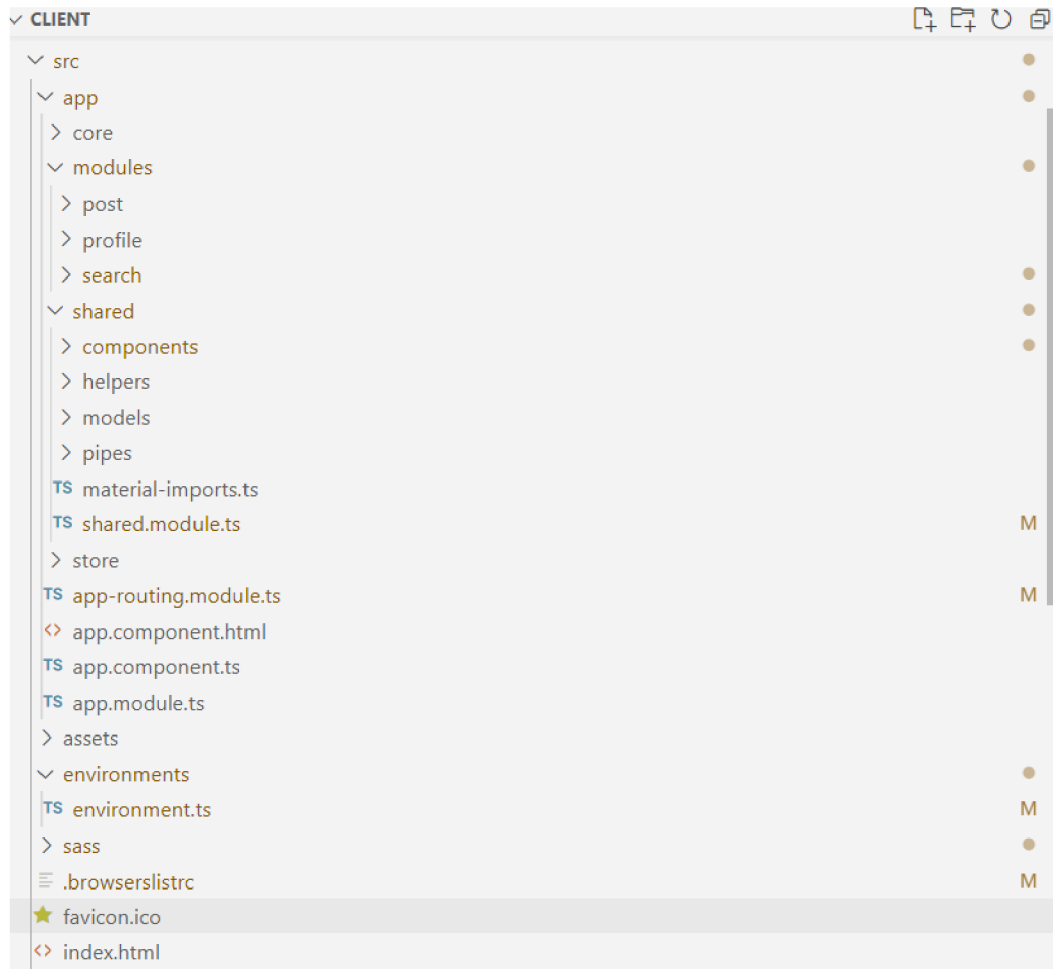 CLIENT
src
app
core
modules
post
profile
search
shared
components
helpers
models
pipes
TS material-imports.ts
TS shared.module.ts M
store
TS app-routing.module.ts M
<> app.component.html
TS app.component.ts
TS app.module.ts
assets
environments
TS environment.ts M
sass
.browserslistrc M
favicon.ico
<> index.html